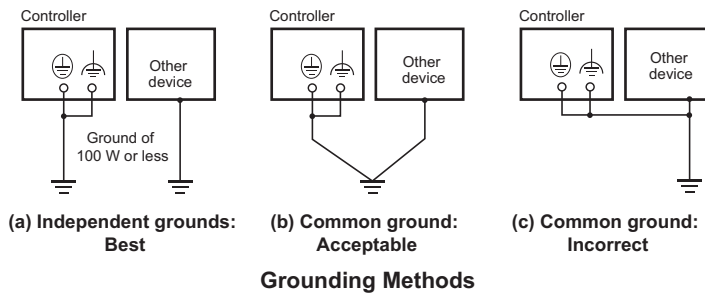 Controller
Other
device
Ground of
100 W or less
(a) Independent grounds:
Best
Controller
Other
device
(b) Common ground:
Acceptable
Controller
Other
device
(c) Common ground:
Incorrect
Grounding Methods